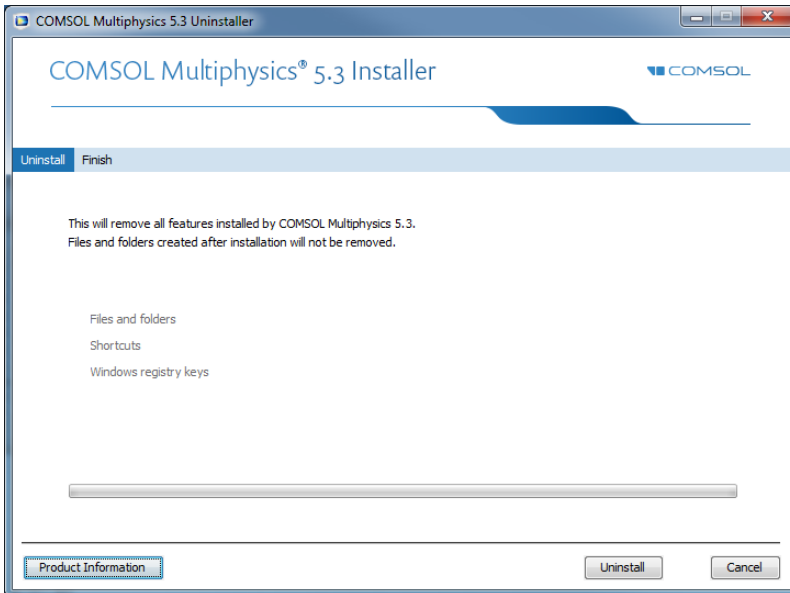 COMSOL Multiphysics 5.3 Uninstaller
COMSOL Multiphysics® 5.3 Installer
COMSOL
Uninstall Finish
This will remove all features installed by COMSOL Multiphysics 5.3.
Files and folders created after installation will not be removed.
Files and folders
Shortcuts
Windows registry keys
Product Information Uninstall Cancel